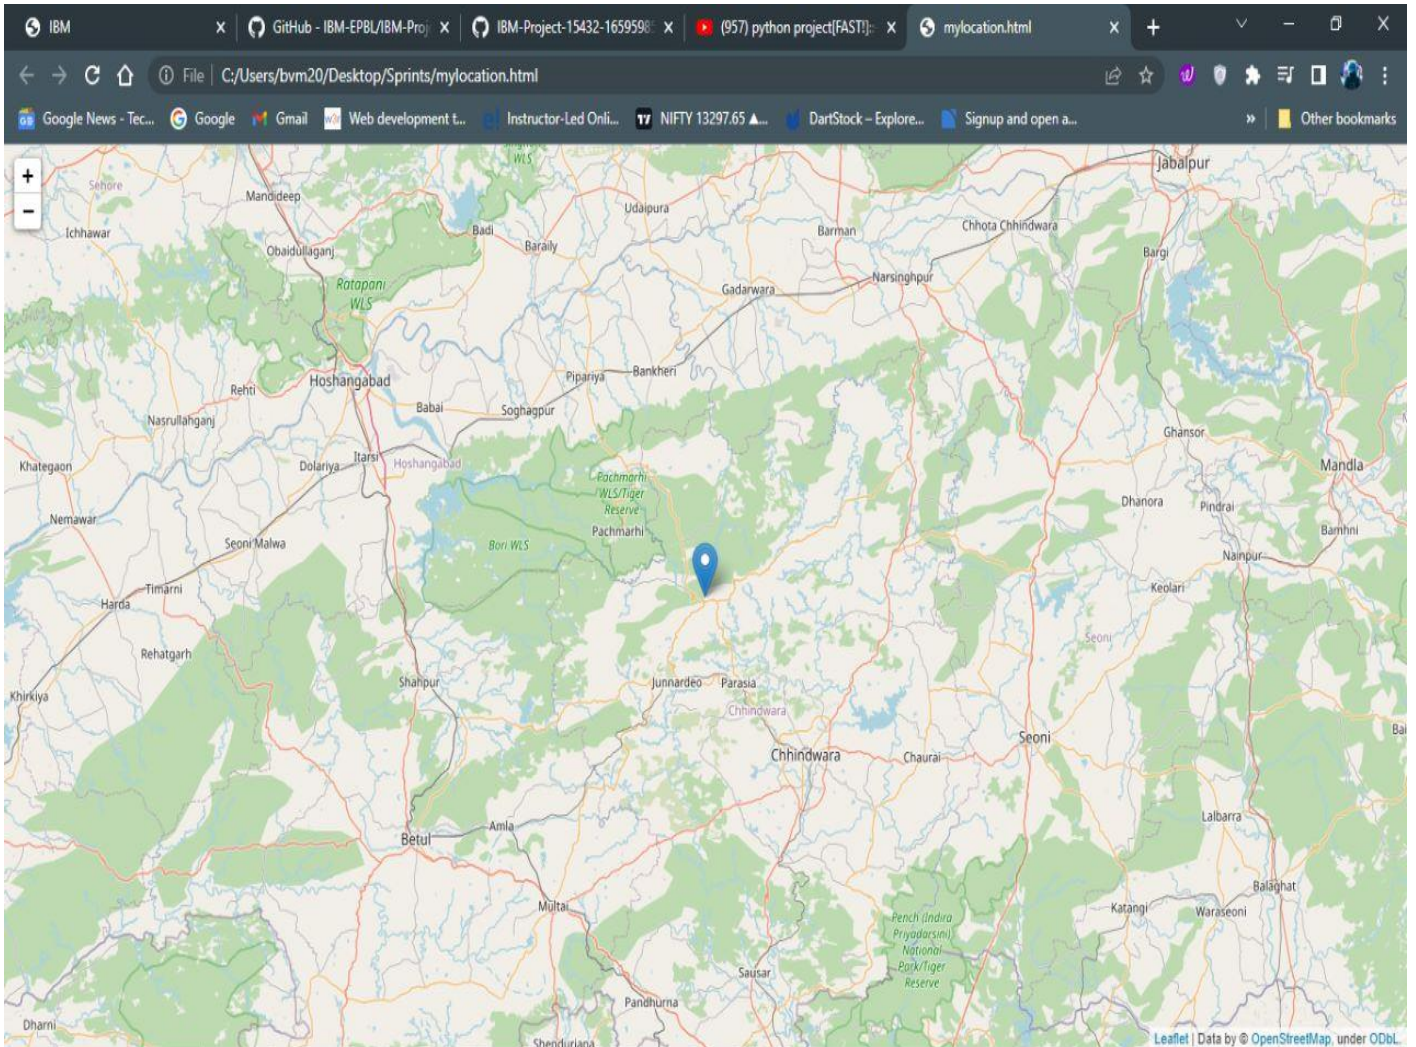 IBM
GitHub - IBM-EPBL/IBM-Proj
IBM-Project-15432-1659598
(957) python project[FAST!]:
mylocation.html
File
C:/Users/bvm20/Desktop/Sprints/mylocation.html
Google News - Tec...
Google
Gmail
Web development t...
Instructor-Led Onli...
NIFTY 13297.65 ▲...
DartStock – Explore...
Signup and open a...
»
Other bookmarks
+
−
WLS
Jabalpur
Sehore
Mandideep
Udaipura
Ichhawar
Badi
Barman
Chhota Chhindwara
Obaidullaganj
Baraily
Bargi
Ratapani
WLS
Gadarwara
Narsinghpur
Hoshangabad
Rehti
Pipariya
Bankheri
Babai
Soghagpur
Nasrullahganj
Ghansor
Khategaon
Dolariya
Itarsi
Hoshangabad
Mandla
Pachmarhi
WLS/Tiger
Reserve
Dhanora
Pindrai
Nemawar
Pachmarhi
Bamhni
Seoni Malwa
Bori WLS
Nainpur
Timarni
Harda
Keolari
Seoni
Rehatgarh
Shahpur
Junnardeo
Parasia
Khirkiya
Chhindwara
Seoni
Bai
Chhindwara
Chaurai
Lalbarra
Betul
Amla
Balaghat
Multai
Katangi
Waraseoni
Pench (Indira
Priyadarsini)
National
Park/Tiger
Reserve
Sausar
Pandhurna
Dharni
Shendurjana
Leaflet | Data by © OpenStreetMap, under ODbL.